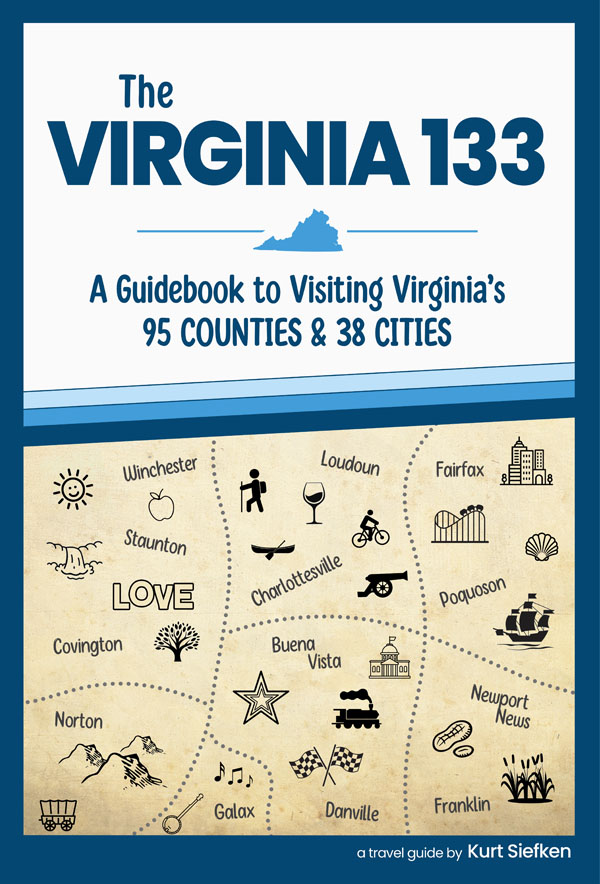 The
VIRGINIA 133
A Guidebook to Visiting Virginia's
95 COUNTIES & 38 CITIES
Winchester
Loudoun
Fairfax
Staunton
LOVE
Charlottesville
Poquoson
Covington
Buena
Vista
Newport
News
Norton
Galax
Danville
Franklin
a travel guide by Kurt Siefken